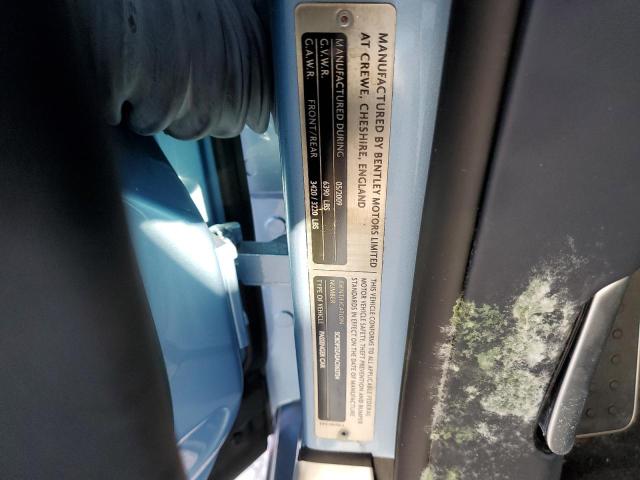 MANUFACTURED BY BENTLEY MOTORS LIMITED
AT CREWE, CHESHIRE, ENGLAND
MANUFACTURED DURING 05/2009
G.V.W.R. 6390 LBS
G.A.W.R. FRONT/REAR 3420 / 3220 LBS
THIS VEHICLE CONFORMS TO ALL APPLICABLE FEDERAL
MOTOR VEHICLE SAFETY, THEFT PREVENTION AND BUMPER
STANDARDS IN EFFECT ON THE DATE OF MANUFACTURE
IDENTIFICATION
NUMBER
TYPE OF VEHICLE PASSENGER CAR